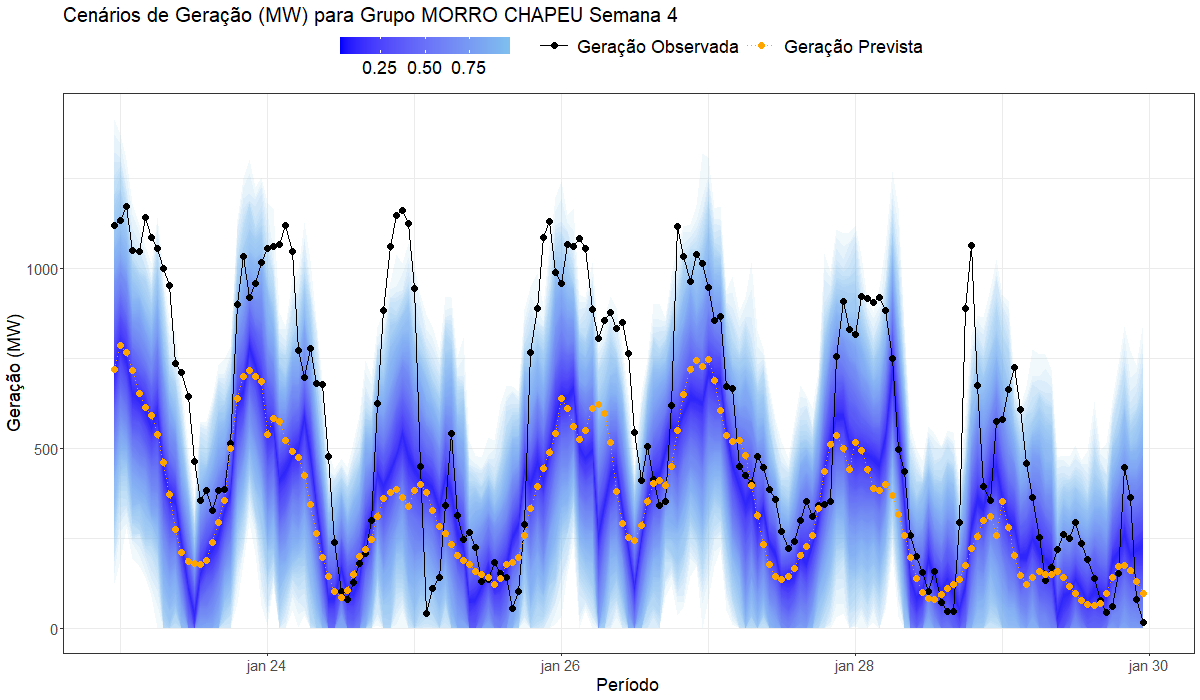 Cenários de Geração (MW) para Grupo MORRO CHAPEU Semana 4
0.25 0.50 0.75
Geração Observada
Geração Prevista
Geração (MW)
1000
500
0
jan 24 jan 26 jan 28 jan 30
Período